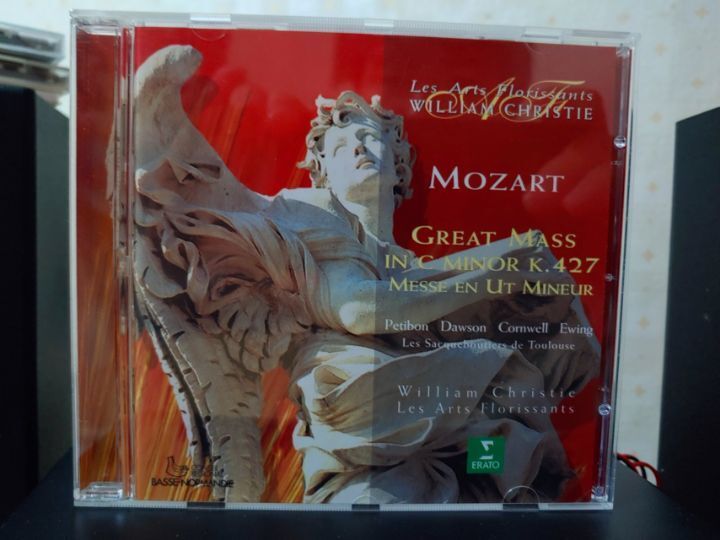 Les Arts Florissants
WILLIAM CHRISTIE
MOZART
GREAT MASS
IN C MINOR K.427
MESSE EN UT MINEUR
Petibon Dawson Cornwell Ewing
Les Sacqueboutiers de Toulouse
William Christie
Les Arts Florissants
ERATO
BASSE-NORMANDIE